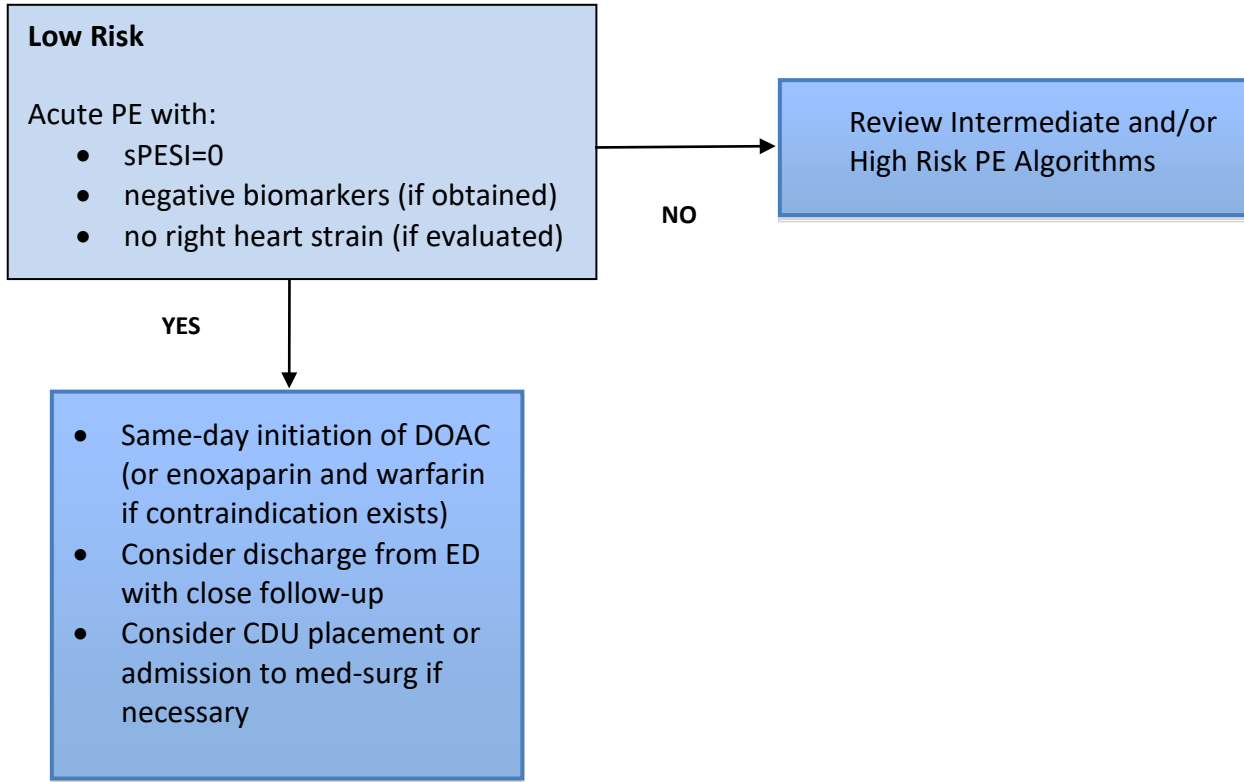 Low Risk
Acute PE with:
• sPESI=0
• negative biomarkers (if obtained)
• no right heart strain (if evaluated)
Review Intermediate and/or
High Risk PE Algorithms
NO
YES
• Same-day initiation of DOAC
(or enoxaparin and warfarin
if contraindication exists)
• Consider discharge from ED
with close follow-up
• Consider CDU placement or
admission to med-surg if
necessary